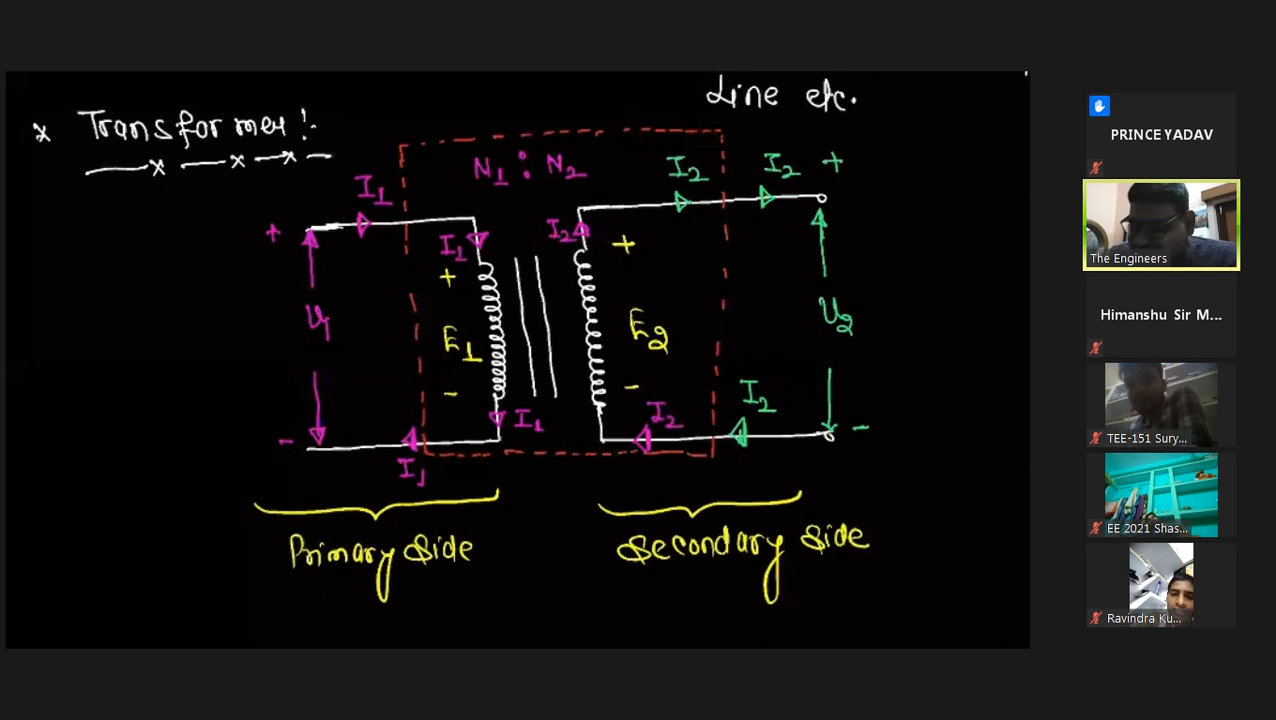 Line etc.
* Transformer :-
N1 : N2
I1
I2
I2
+
+
I1
I2
+
+
V1
E1
E2
V2
-
-
I1
I2
I2
-
-
I1
Primary Side
Secondary Side
PRINCE YADAV
The Engineers
Himanshu Sir M...
TEE-151 Sury...
EE 2021 Shas...
Ravindra Ku...